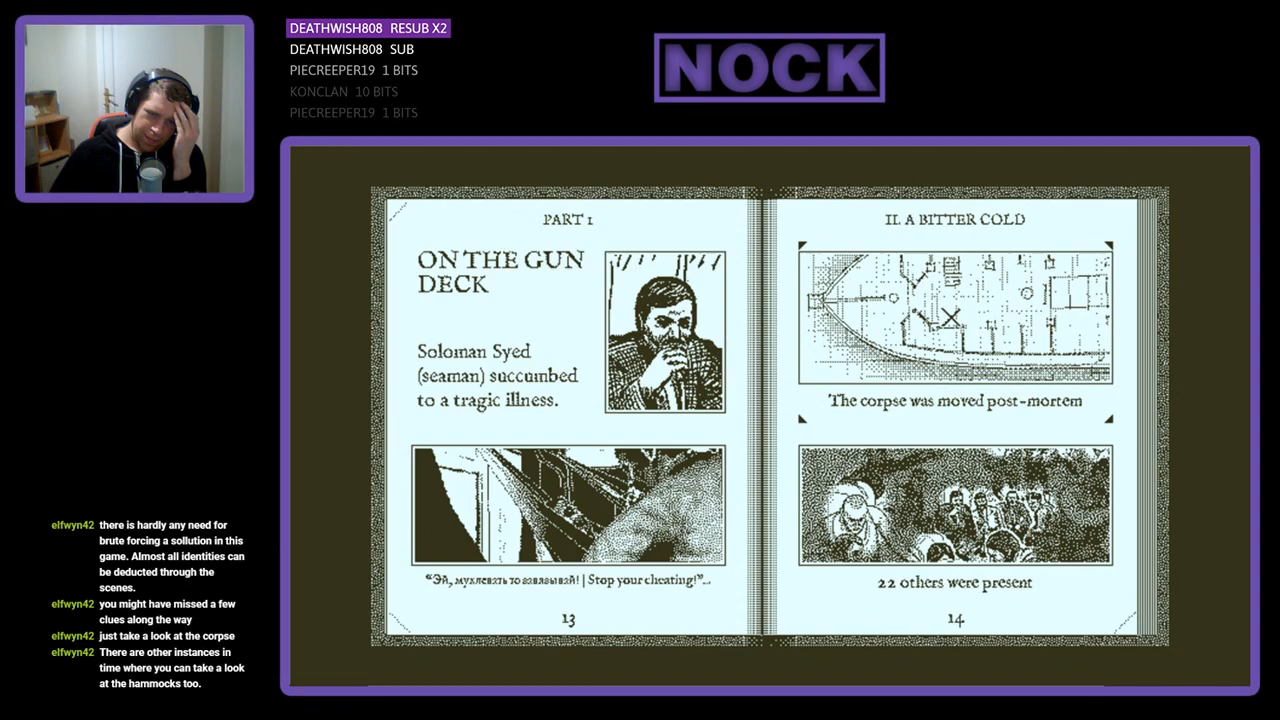 DEATHWISH808 RESUB X2
DEATHWISH808 SUB
PIECREEPER19 1 BITS
KONCLAN 10 BITS
PIECREEPER19 1 BITS
NOCK
PART 1
ON THE GUN
DECK
Soloman Syed
(seaman) succumbed
to a tragic illness.
"Эй, мухлевать то завязывай! | Stop your cheating!"...
13
II. A BITTER COLD
The corpse was moved post-mortem
22 others were present
14
elfwyn42 there is hardly any need for
brute forcing a sollution in this
game. Almost all identities can
be deducted through the
scenes.
elfwyn42 you might have missed a few
clues along the way
elfwyn42 just take a look at the corpse
elfwyn42 There are other instances in
time where you can take a look
at the hammocks too.